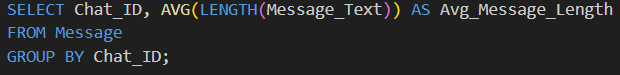 SELECT Chat_ID, AVG(LENGTH(Message_Text)) AS Avg_Message_Length
FROM Message
GROUP BY Chat_ID;